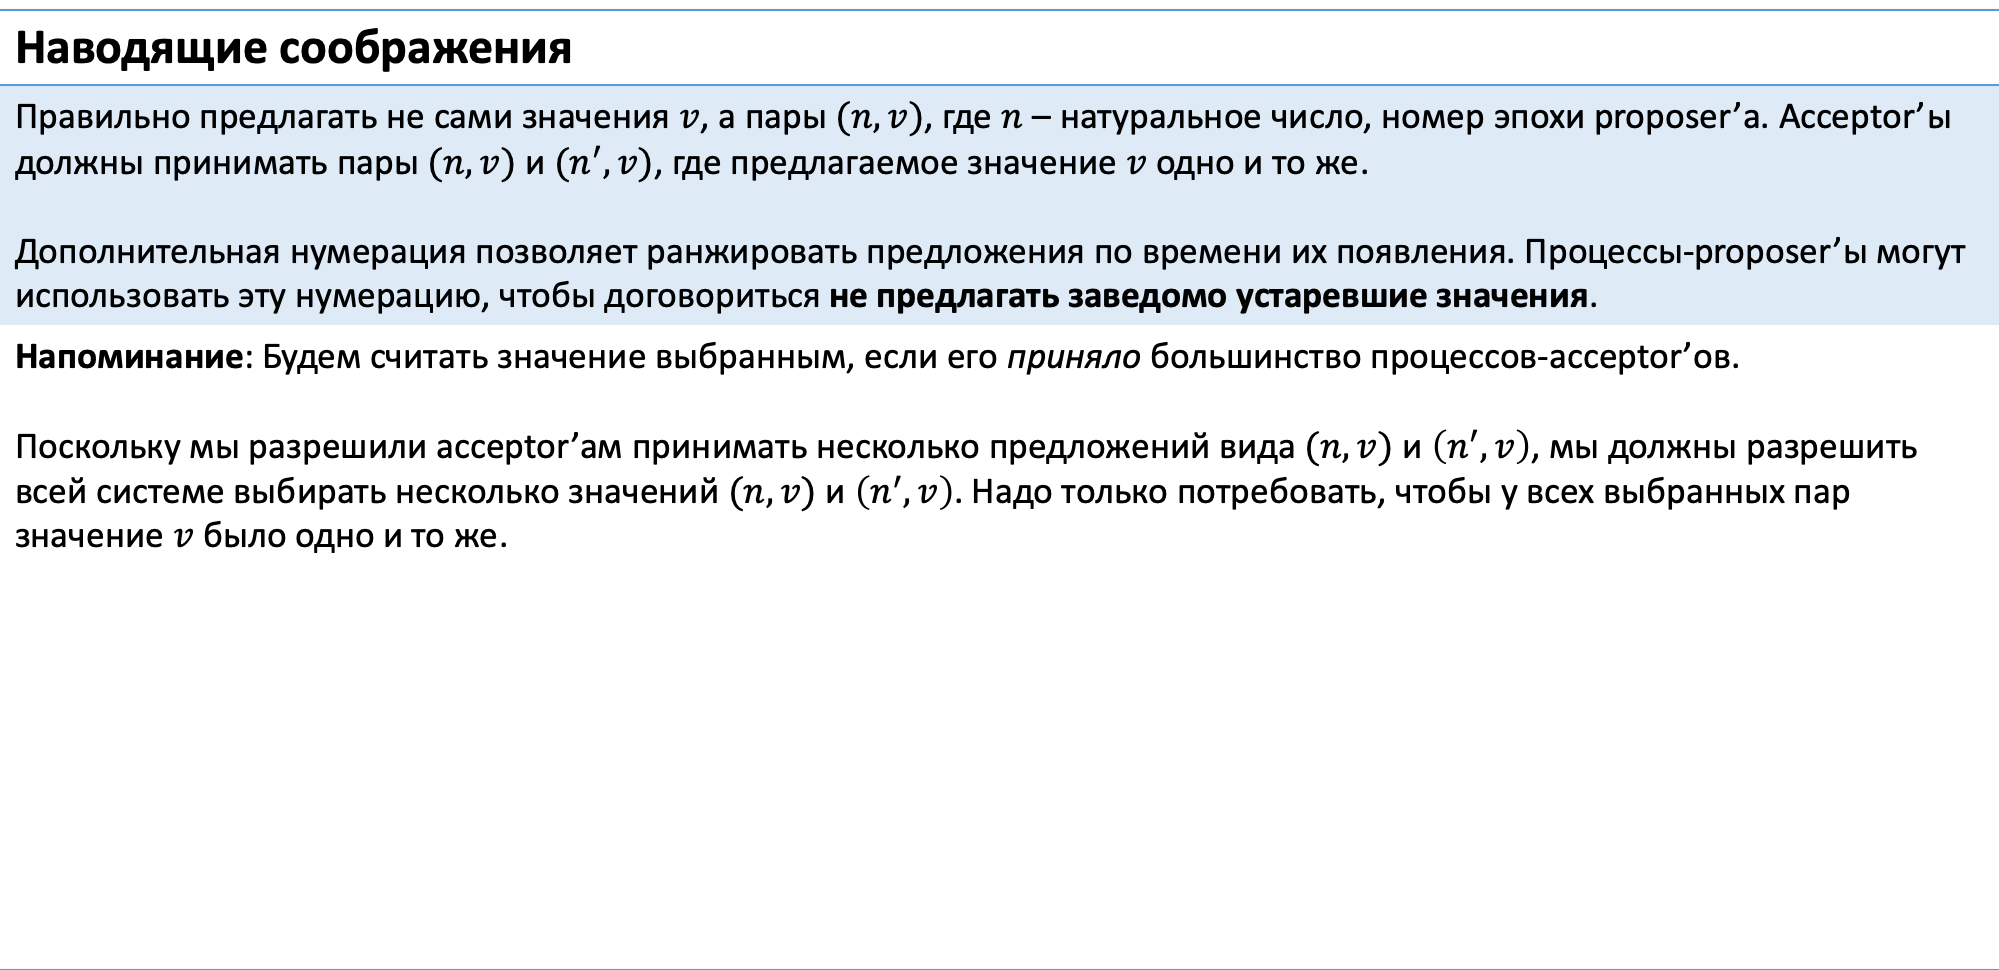 Наводящие соображения
Правильно предлагать не сами значения 𝑣, а пары (𝑛, 𝑣), где 𝑛 – натуральное число, номер эпохи proposer’а. Acceptor’ы
должны принимать пары (𝑛, 𝑣) и (𝑛′, 𝑣), где предлагаемое значение 𝑣 одно и то же.
Дополнительная нумерация позволяет ранжировать предложения по времени их появления. Процессы-proposer’ы могут
использовать эту нумерацию, чтобы договориться не предлагать заведомо устаревшие значения.
Напоминание: Будем считать значение выбранным, если его приняло большинство процессов-acceptor’ов.
Поскольку мы разрешили acceptor’ам принимать несколько предложений вида (𝑛, 𝑣) и (𝑛′, 𝑣), мы должны разрешить
всей системе выбирать несколько значений (𝑛, 𝑣) и (𝑛′, 𝑣). Надо только потребовать, чтобы у всех выбранных пар
значение 𝑣 было одно и то же.